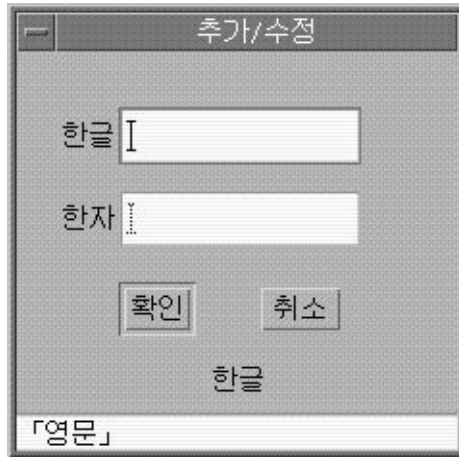 추가/수정
한글
한자
확인 취소
한글
「영문」